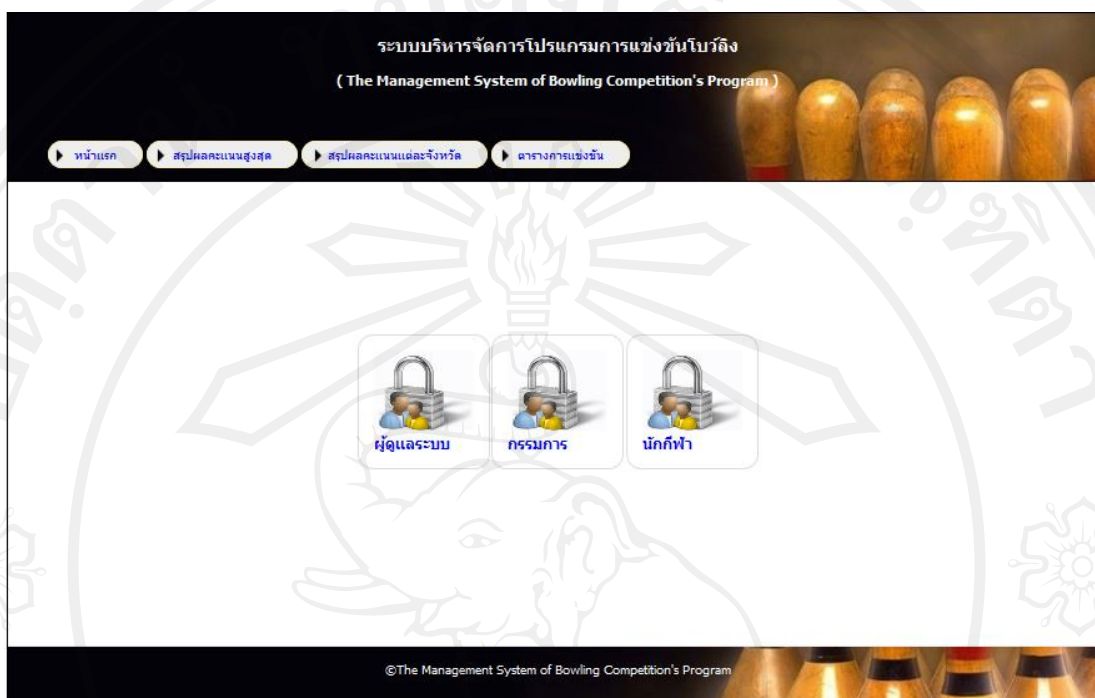 ระบบบริหารจัดการโปรแกรมการแข่งขันโบว์ลิง
( The Management System of Bowling Competition's Program )
หน้าแรก สรุปผลคะแนนสูงสุด สรุปผลคะแนนแต่ละจังหวัด ตารางการแข่งขัน
ผู้ดูแลระบบ กรรมการ นักกีฬา
©The Management System of Bowling Competition's Program